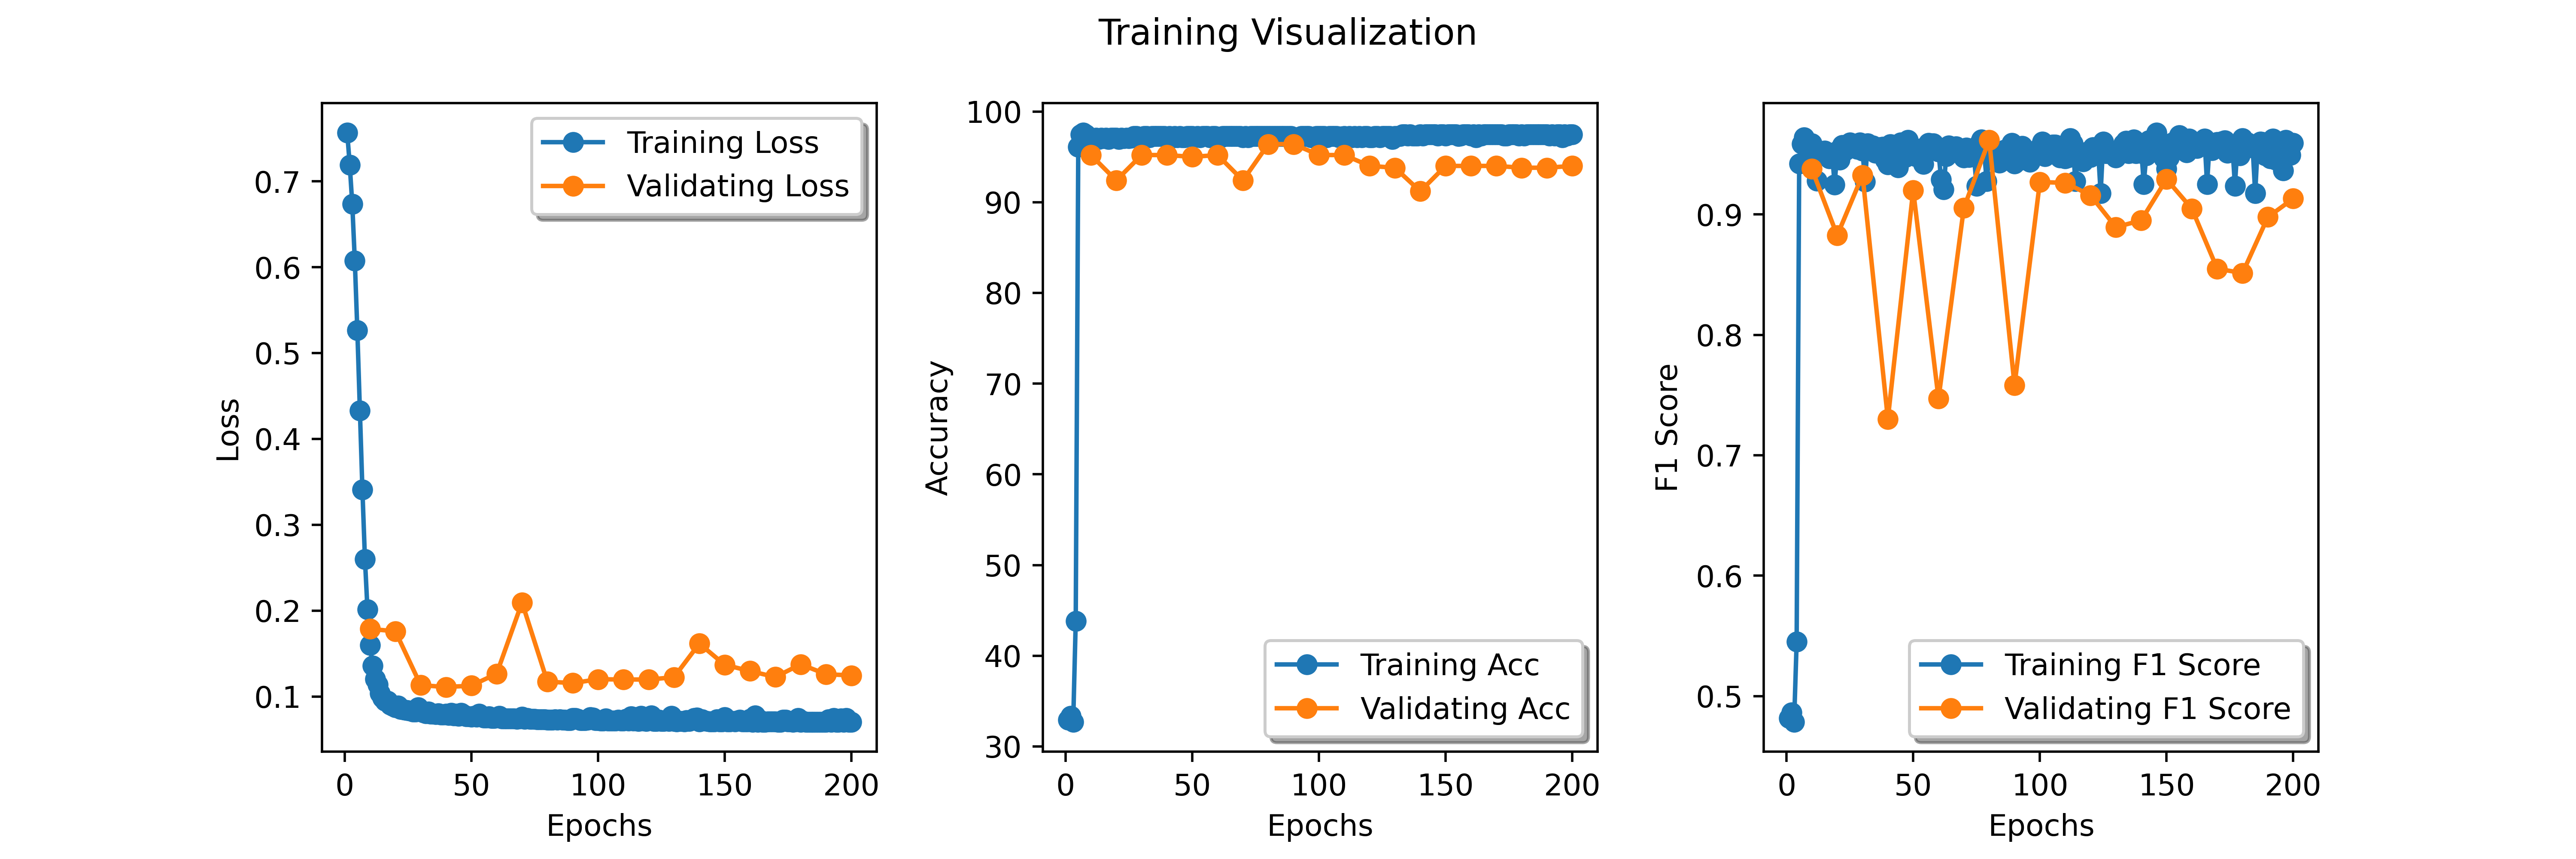 Training Visualization
Loss
0.7
0.6
0.5
0.4
0.3
0.2
0.1
Training Loss
Validating Loss
0 50 100 150 200
Epochs
Accuracy
100
90
80
70
60
50
40
30
Training Acc
Validating Acc
0 50 100 150 200
Epochs
F1 Score
0.9
0.8
0.7
0.6
0.5
Training F1 Score
Validating F1 Score
0 50 100 150 200
Epochs